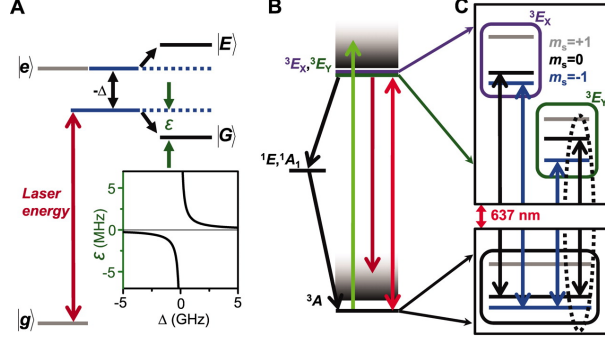 A
|E⟩
|e⟩
-Δ
ε
|G⟩
Laser
energy
|g⟩
ε (MHz)
5
0
-5
-5
0
5
Δ (GHz)
B
³E_X,³E_Y
¹E,¹A₁
³A
C
³E_X
m_s=+1
m_s=0
m_s=-1
³E_Y
637 nm